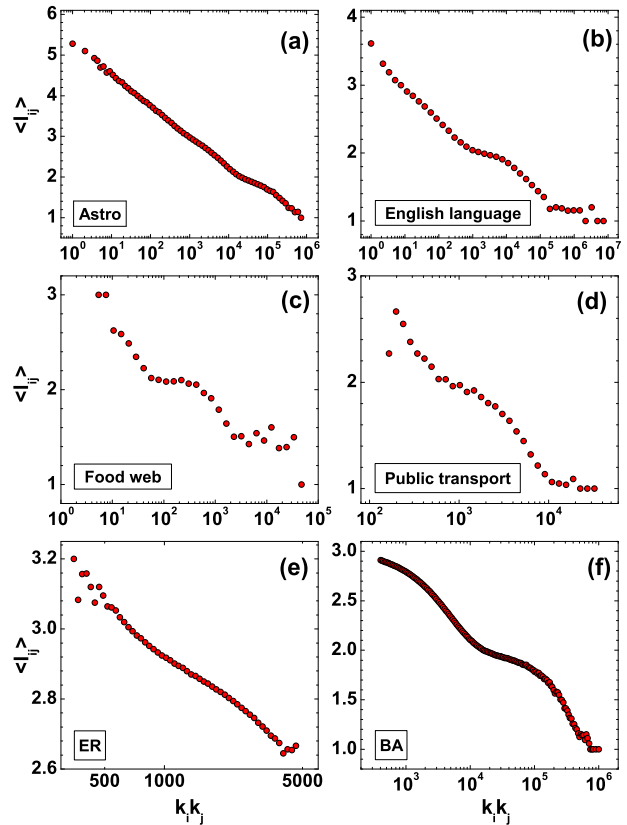 (a)
6
5
4
3
2
1
<l_ij>
Astro
10^0 10^1 10^2 10^3 10^4 10^5 10^6
(b)
4
3
2
1
English language
10^0 10^1 10^2 10^3 10^4 10^5 10^6 10^7
(c)
3
2
1
<l_ij>
Food web
10^0 10^1 10^2 10^3 10^4 10^5
(d)
3
2
1
Public transport
10^2 10^3 10^4
(e)
3.2
3.0
2.8
2.6
<l_ij>
ER
500 1000 5000
k_i k_j
(f)
3.0
2.5
2.0
1.5
1.0
BA
10^3 10^4 10^5 10^6
k_i k_j